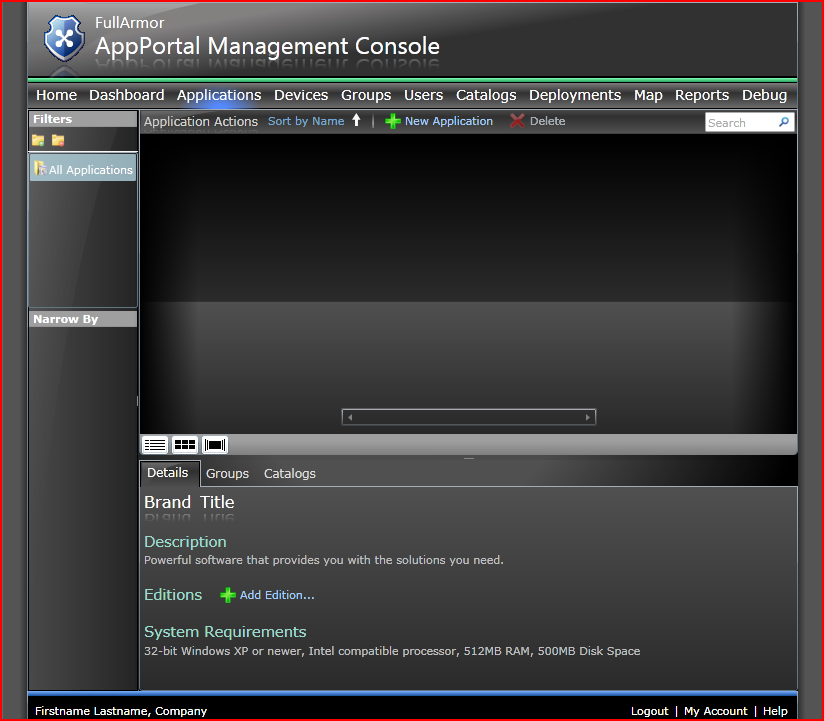 FullArmor
AppPortal Management Console
Home Dashboard Applications Devices Groups Users Catalogs Deployments Map Reports Debug
Filters
Application Actions Sort by Name New Application Delete Search
All Applications
Narrow By
Details Groups Catalogs
Brand Title
Description
Powerful software that provides you with the solutions you need.
Editions Add Edition...
System Requirements
32-bit Windows XP or newer, Intel compatible processor, 512MB RAM, 500MB Disk Space
Firstname Lastname, Company Logout | My Account | Help